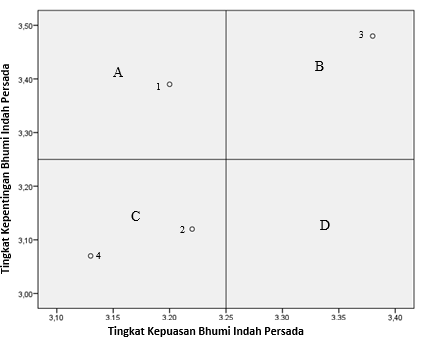 Tingkat Kepentingan Bhumi Indah Persada
3,50
3,40
3,30
3,20
3,10
3,00
A
B
C
D
1
3
2
4
3,10
3.15
3.20
3.25
3.30
3.35
3,40
Tingkat Kepuasan Bhumi Indah Persada